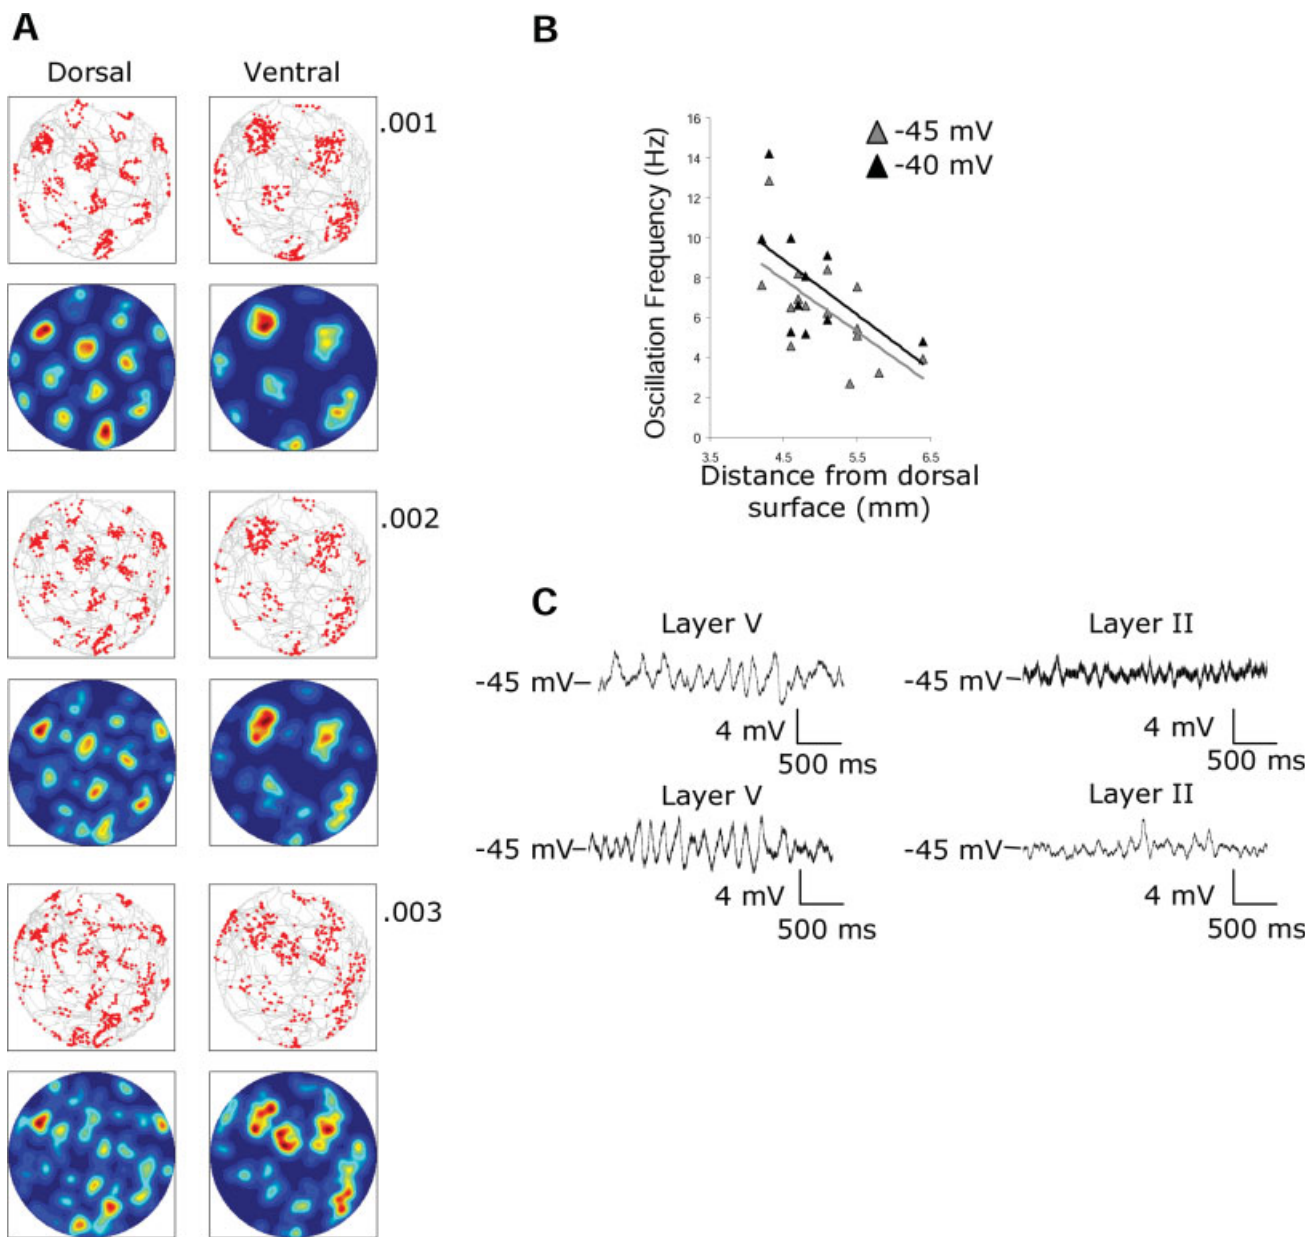 A
Dorsal
Ventral
.001
.002
.003
B
-45 mV
-40 mV
Oscillation Frequency (Hz)
16
14
12
10
8
6
4
2
0
3.5
4.5
5.5
6.5
Distance from dorsal
surface (mm)
C
Layer V
-45 mV
4 mV
500 ms
Layer II
-45 mV
4 mV
500 ms
Layer V
-45 mV
4 mV
500 ms
Layer II
-45 mV
4 mV
500 ms